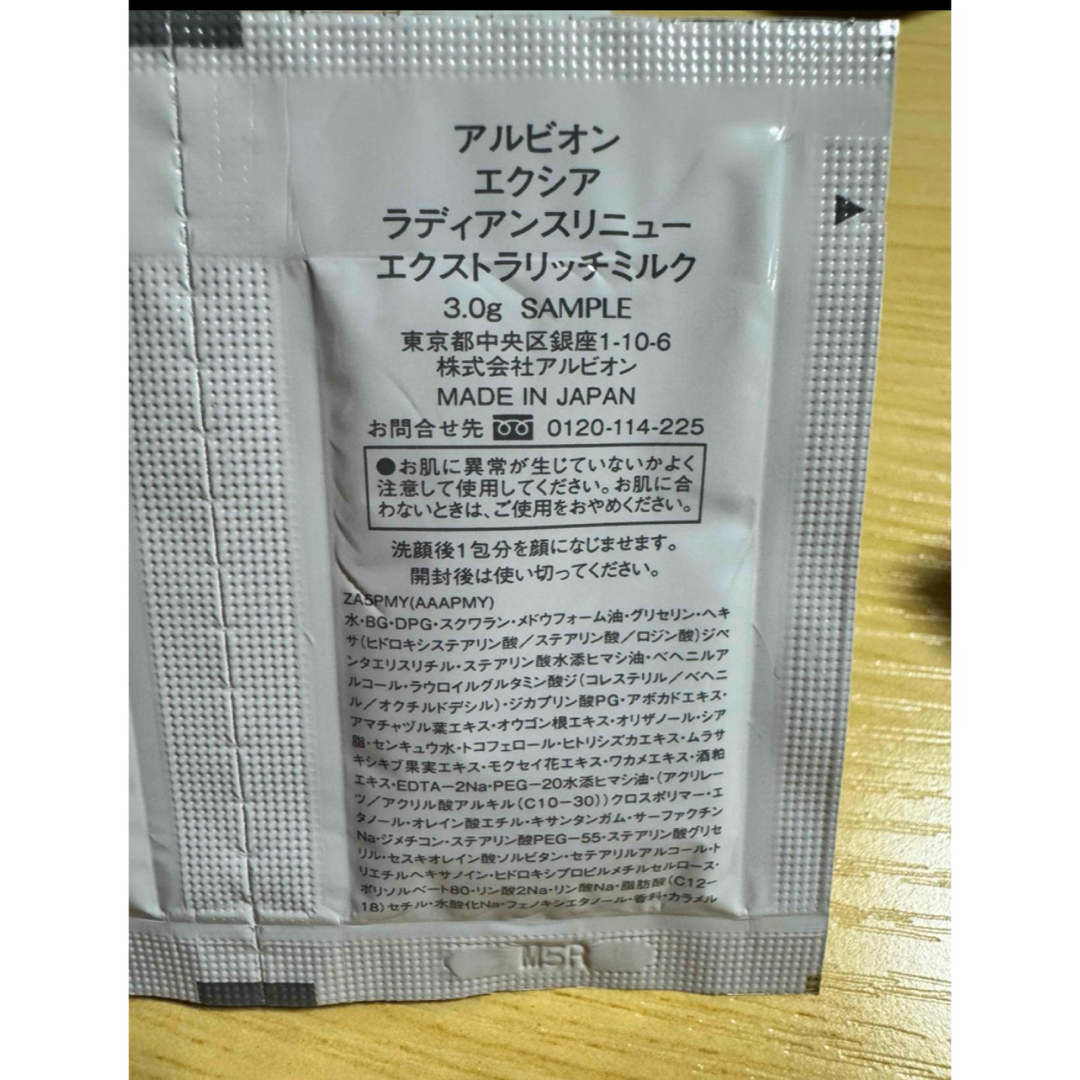 アルビオン
エクシア
ラディアンスリニュー
エクストラリッチミルク
3.0g SAMPLE
東京都中央区銀座1-10-6
株式会社アルビオン
MADE IN JAPAN
お問合せ先 0120-114-225
●お肌に異常が生じていないかよく
注意して使用してください。お肌に合
わないときは、ご使用をおやめください。
洗顔後1包分を顔になじませます。
開封後は使い切ってください。
ZA5PMY(AAAPMY)
水・BG・DPG・スクワラン・メドウフォーム油・グリセリン・ヘキ
サ(ヒドロキシステアリン酸/ステアリン酸/ロジン酸)ジペ
ンタエリスリチル・ステアリン酸水添ヒマシ油・ベヘニルア
ルコール・ラウロイルグルタミン酸ジ(コレステリル/ベヘニ
ル/オクチルドデシル)・ジカプリン酸PG・アボカドエキス・
アマチャヅル葉エキス・オウゴン根エキス・オリザノール・シア
脂・センキュウ水・トコフェロール・ヒトリシズカエキス・ムラサ
キシキブ果実エキス・モクセイ花エキス・ワカメエキス・酒粕
エキス・EDTA-2Na・PEG-20水添ヒマシ油・(アクリレー
ツ/アクリル酸アルキル(C10-30))クロスポリマー・エ
タノール・オレイン酸エチル・キサンタンガム・サーファクチン
Na・ジメチコン・ステアリン酸PEG-55・ステアリン酸グリセ
リル・セスキオレイン酸ソルビタン・セテアリルアルコール・ト
リエチルヘキサノイン・ヒドロキシプロピルメチルセルロース・
ポリソルベート80・リン酸2Na・リン酸Na・脂肪酸(C12-
18)セチル・水酸化Na・フェノキシエタノール・香料・カラメル
M5R